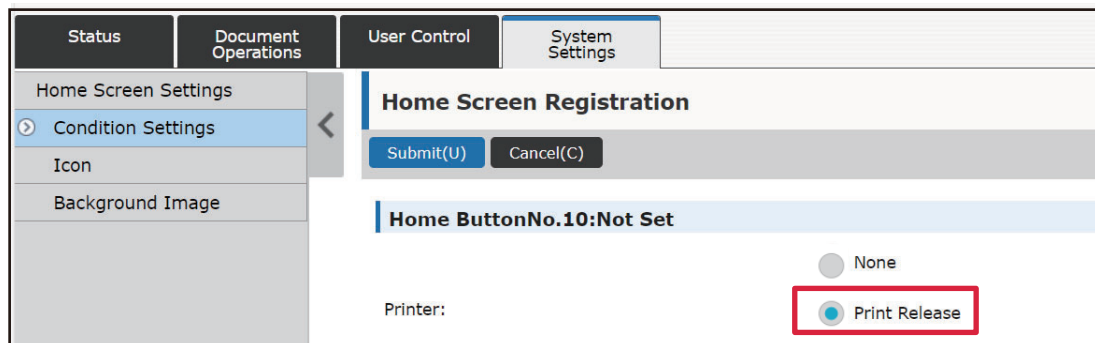 Status
Document
Operations
User Control
System
Settings
Home Screen Settings
Condition Settings
Icon
Background Image
Home Screen Registration
Submit(U)
Cancel(C)
Home ButtonNo.10:Not Set
None
Printer:
Print Release